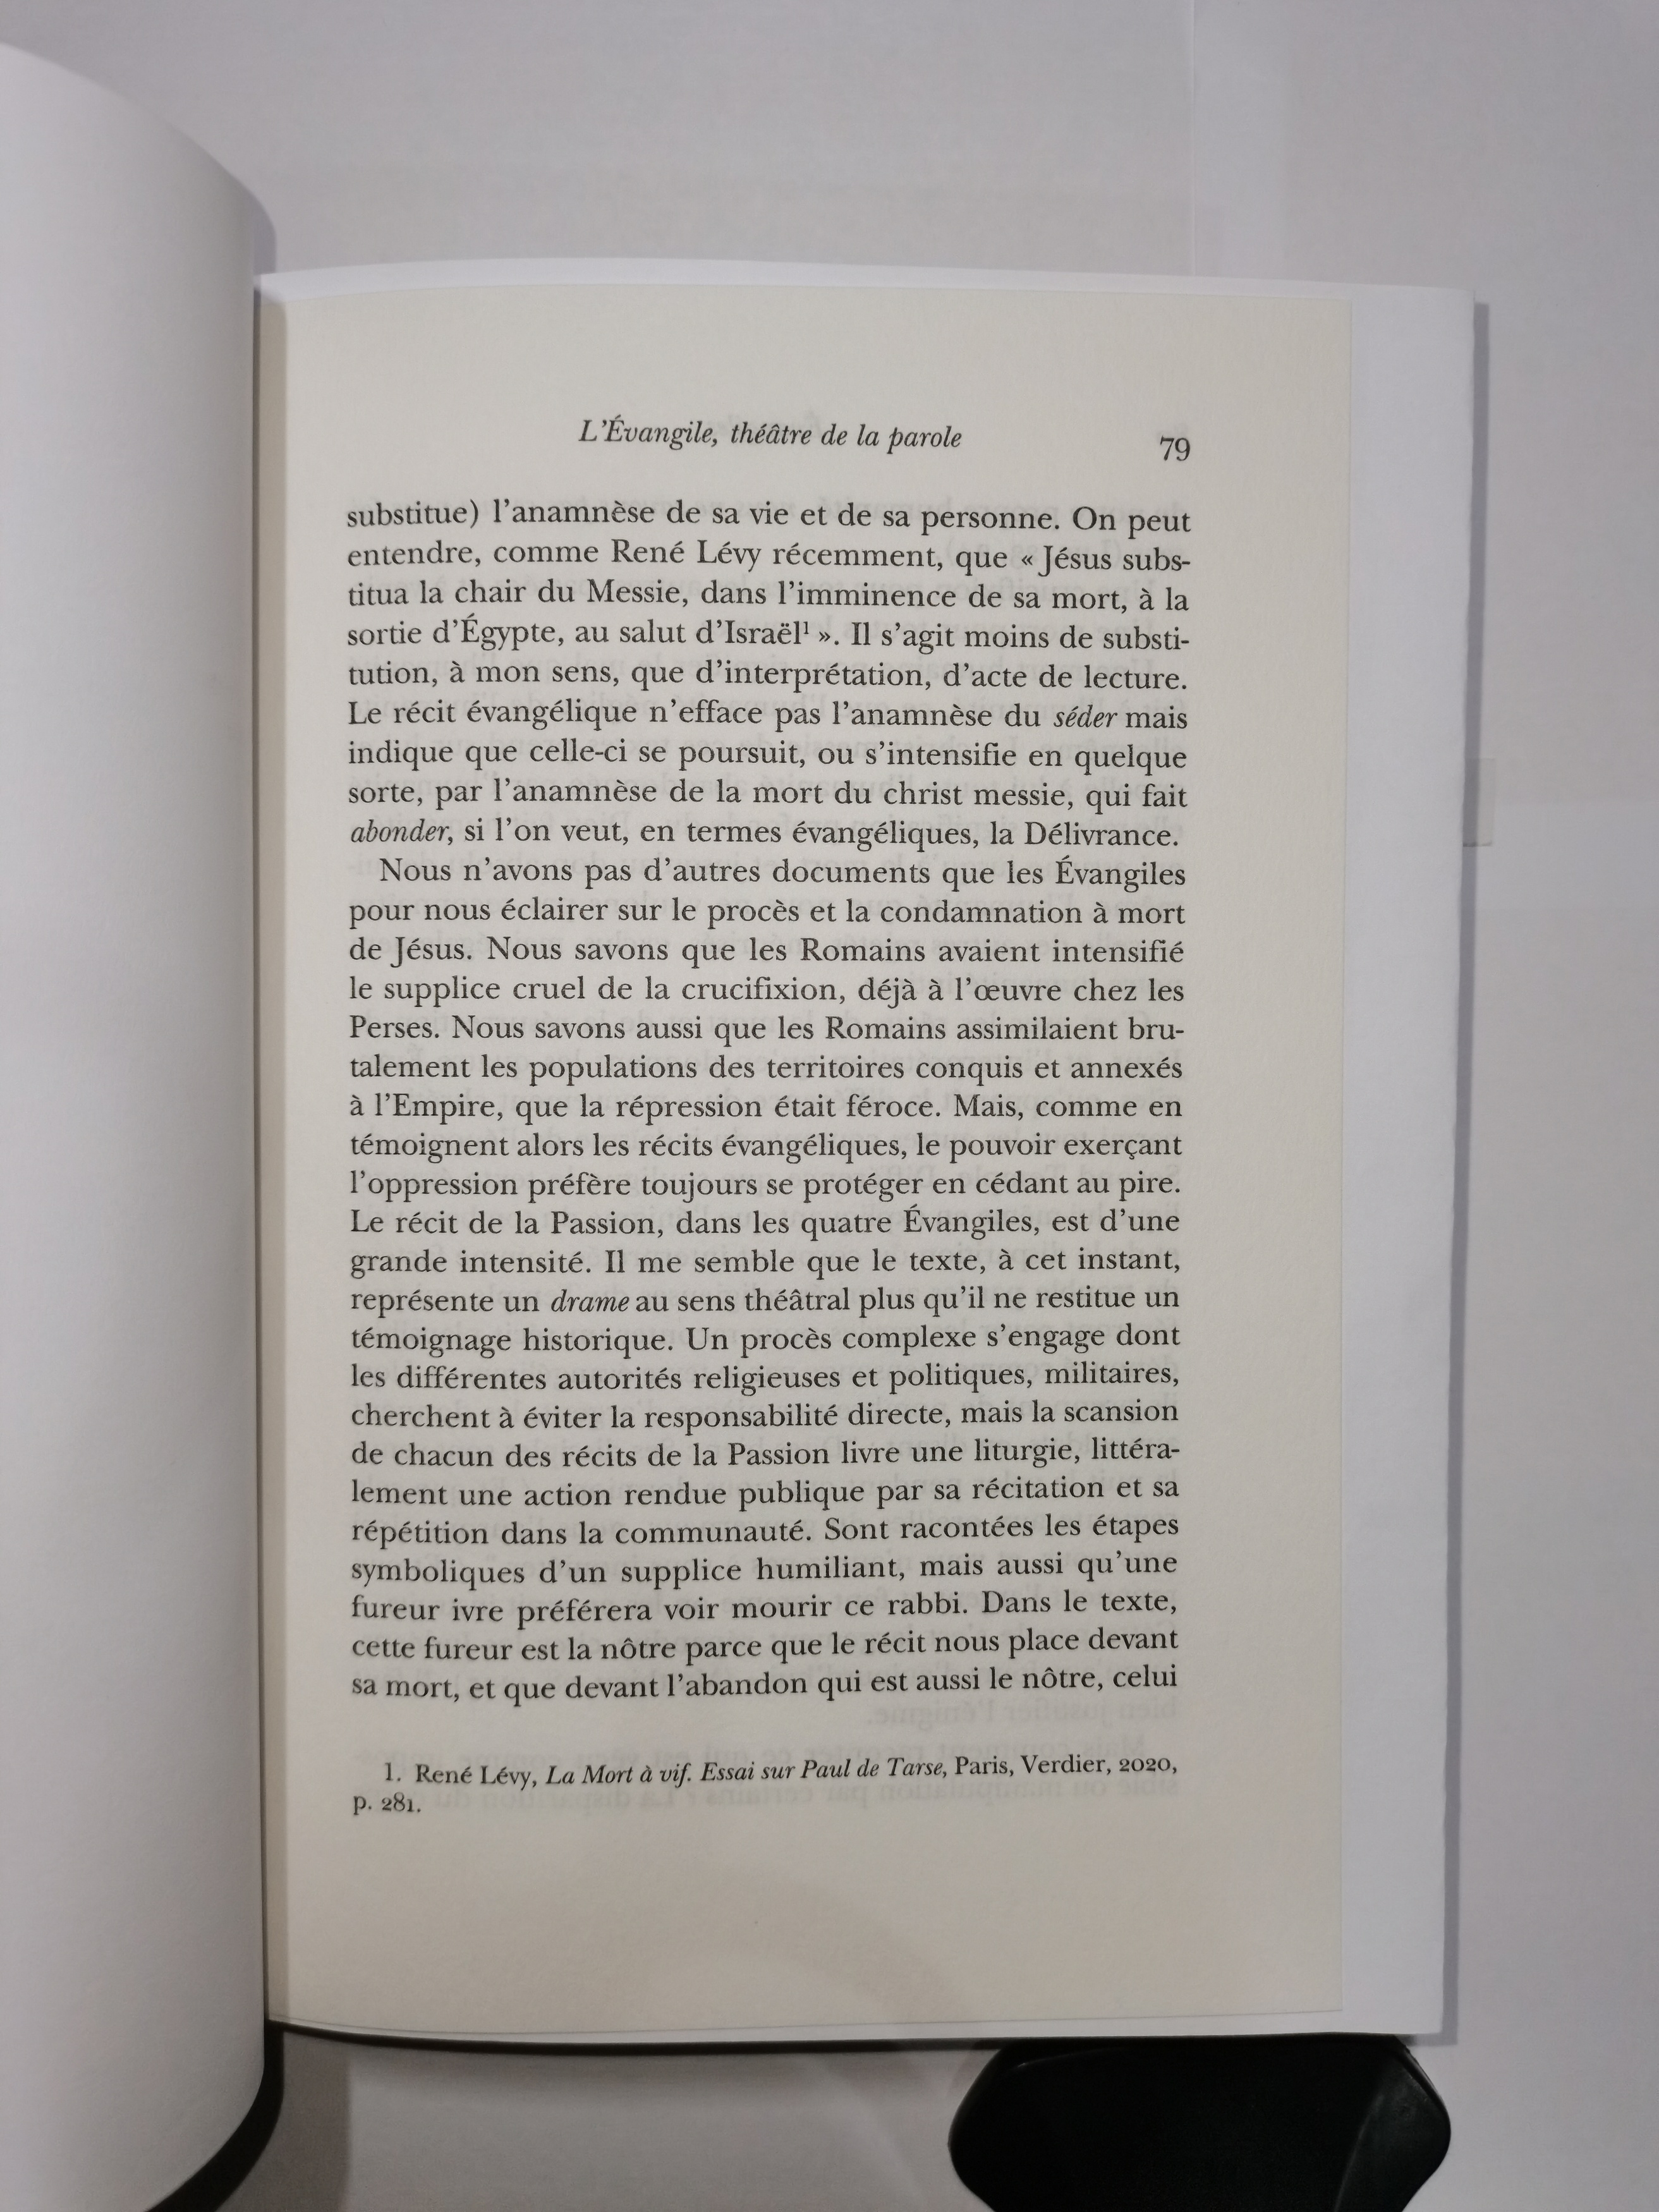 L'Évangile, théâtre de la parole 79
substitue) l'anamnèse de sa vie et de sa personne. On peut
entendre, comme René Lévy récemment, que « Jésus subs-
titua la chair du Messie, dans l'imminence de sa mort, à la
sortie d'Égypte, au salut d'Israël¹ ». Il s'agit moins de substi-
tution, à mon sens, que d'interprétation, d'acte de lecture.
Le récit évangélique n'efface pas l'anamnèse du séder mais
indique que celle-ci se poursuit, ou s'intensifie en quelque
sorte, par l'anamnèse de la mort du christ messie, qui fait
abonder, si l'on veut, en termes évangéliques, la Délivrance.
Nous n'avons pas d'autres documents que les Évangiles
pour nous éclairer sur le procès et la condamnation à mort
de Jésus. Nous savons que les Romains avaient intensifié
le supplice cruel de la crucifixion, déjà à l'œuvre chez les
Perses. Nous savons aussi que les Romains assimilaient bru-
talement les populations des territoires conquis et annexés
à l'Empire, que la répression était féroce. Mais, comme en
témoignent alors les récits évangéliques, le pouvoir exerçant
l'oppression préfère toujours se protéger en cédant au pire.
Le récit de la Passion, dans les quatre Évangiles, est d'une
grande intensité. Il me semble que le texte, à cet instant,
représente un drame au sens théâtral plus qu'il ne restitue un
témoignage historique. Un procès complexe s'engage dont
les différentes autorités religieuses et politiques, militaires,
cherchent à éviter la responsabilité directe, mais la scansion
de chacun des récits de la Passion livre une liturgie, littéra-
lement une action rendue publique par sa récitation et sa
répétition dans la communauté. Sont racontées les étapes
symboliques d'un supplice humiliant, mais aussi qu'une
fureur ivre préférera voir mourir ce rabbi. Dans le texte,
cette fureur est la nôtre parce que le récit nous place devant
sa mort, et que devant l'abandon qui est aussi le nôtre, celui
1. René Lévy, La Mort à vif. Essai sur Paul de Tarse, Paris, Verdier, 2020,
p. 281.